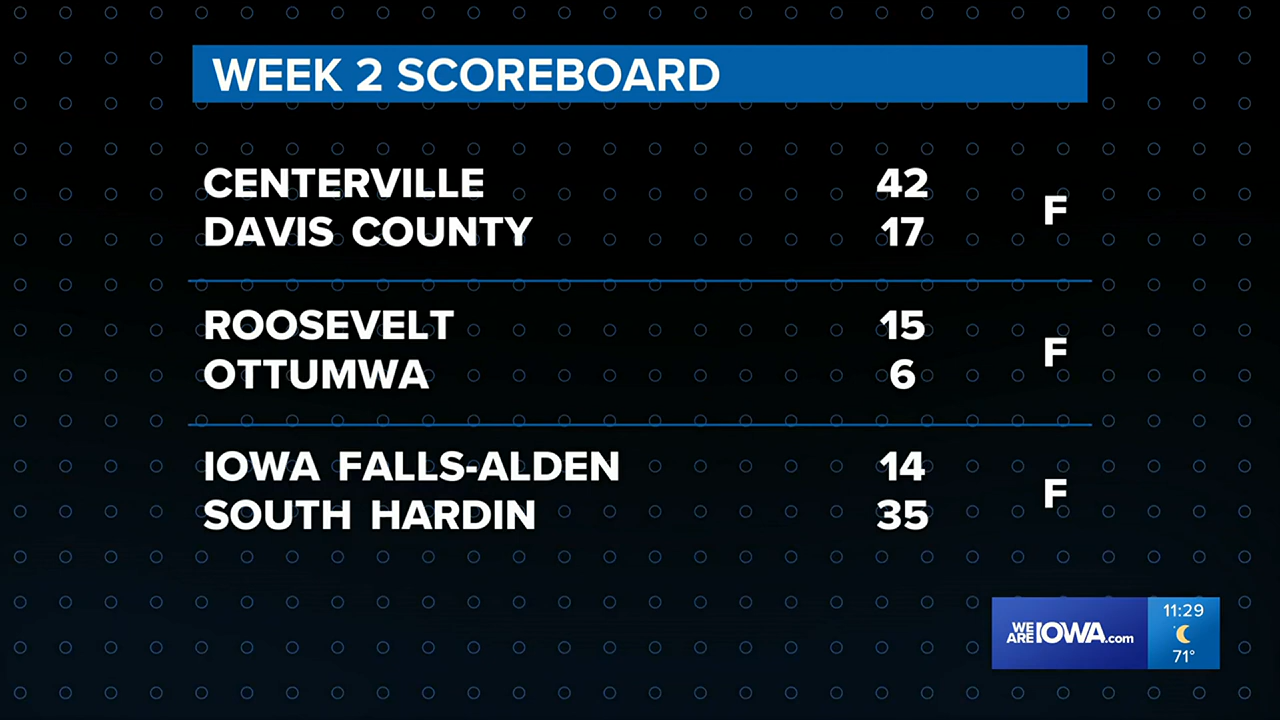 WEEK 2 SCOREBOARD
CENTERVILLE 42
DAVIS COUNTY 17
F
ROOSEVELT 15
OTTUMWA 6
F
IOWA FALLS-ALDEN 14
SOUTH HARDIN 35
F
WE ARE IOWA.com
11:29
71°